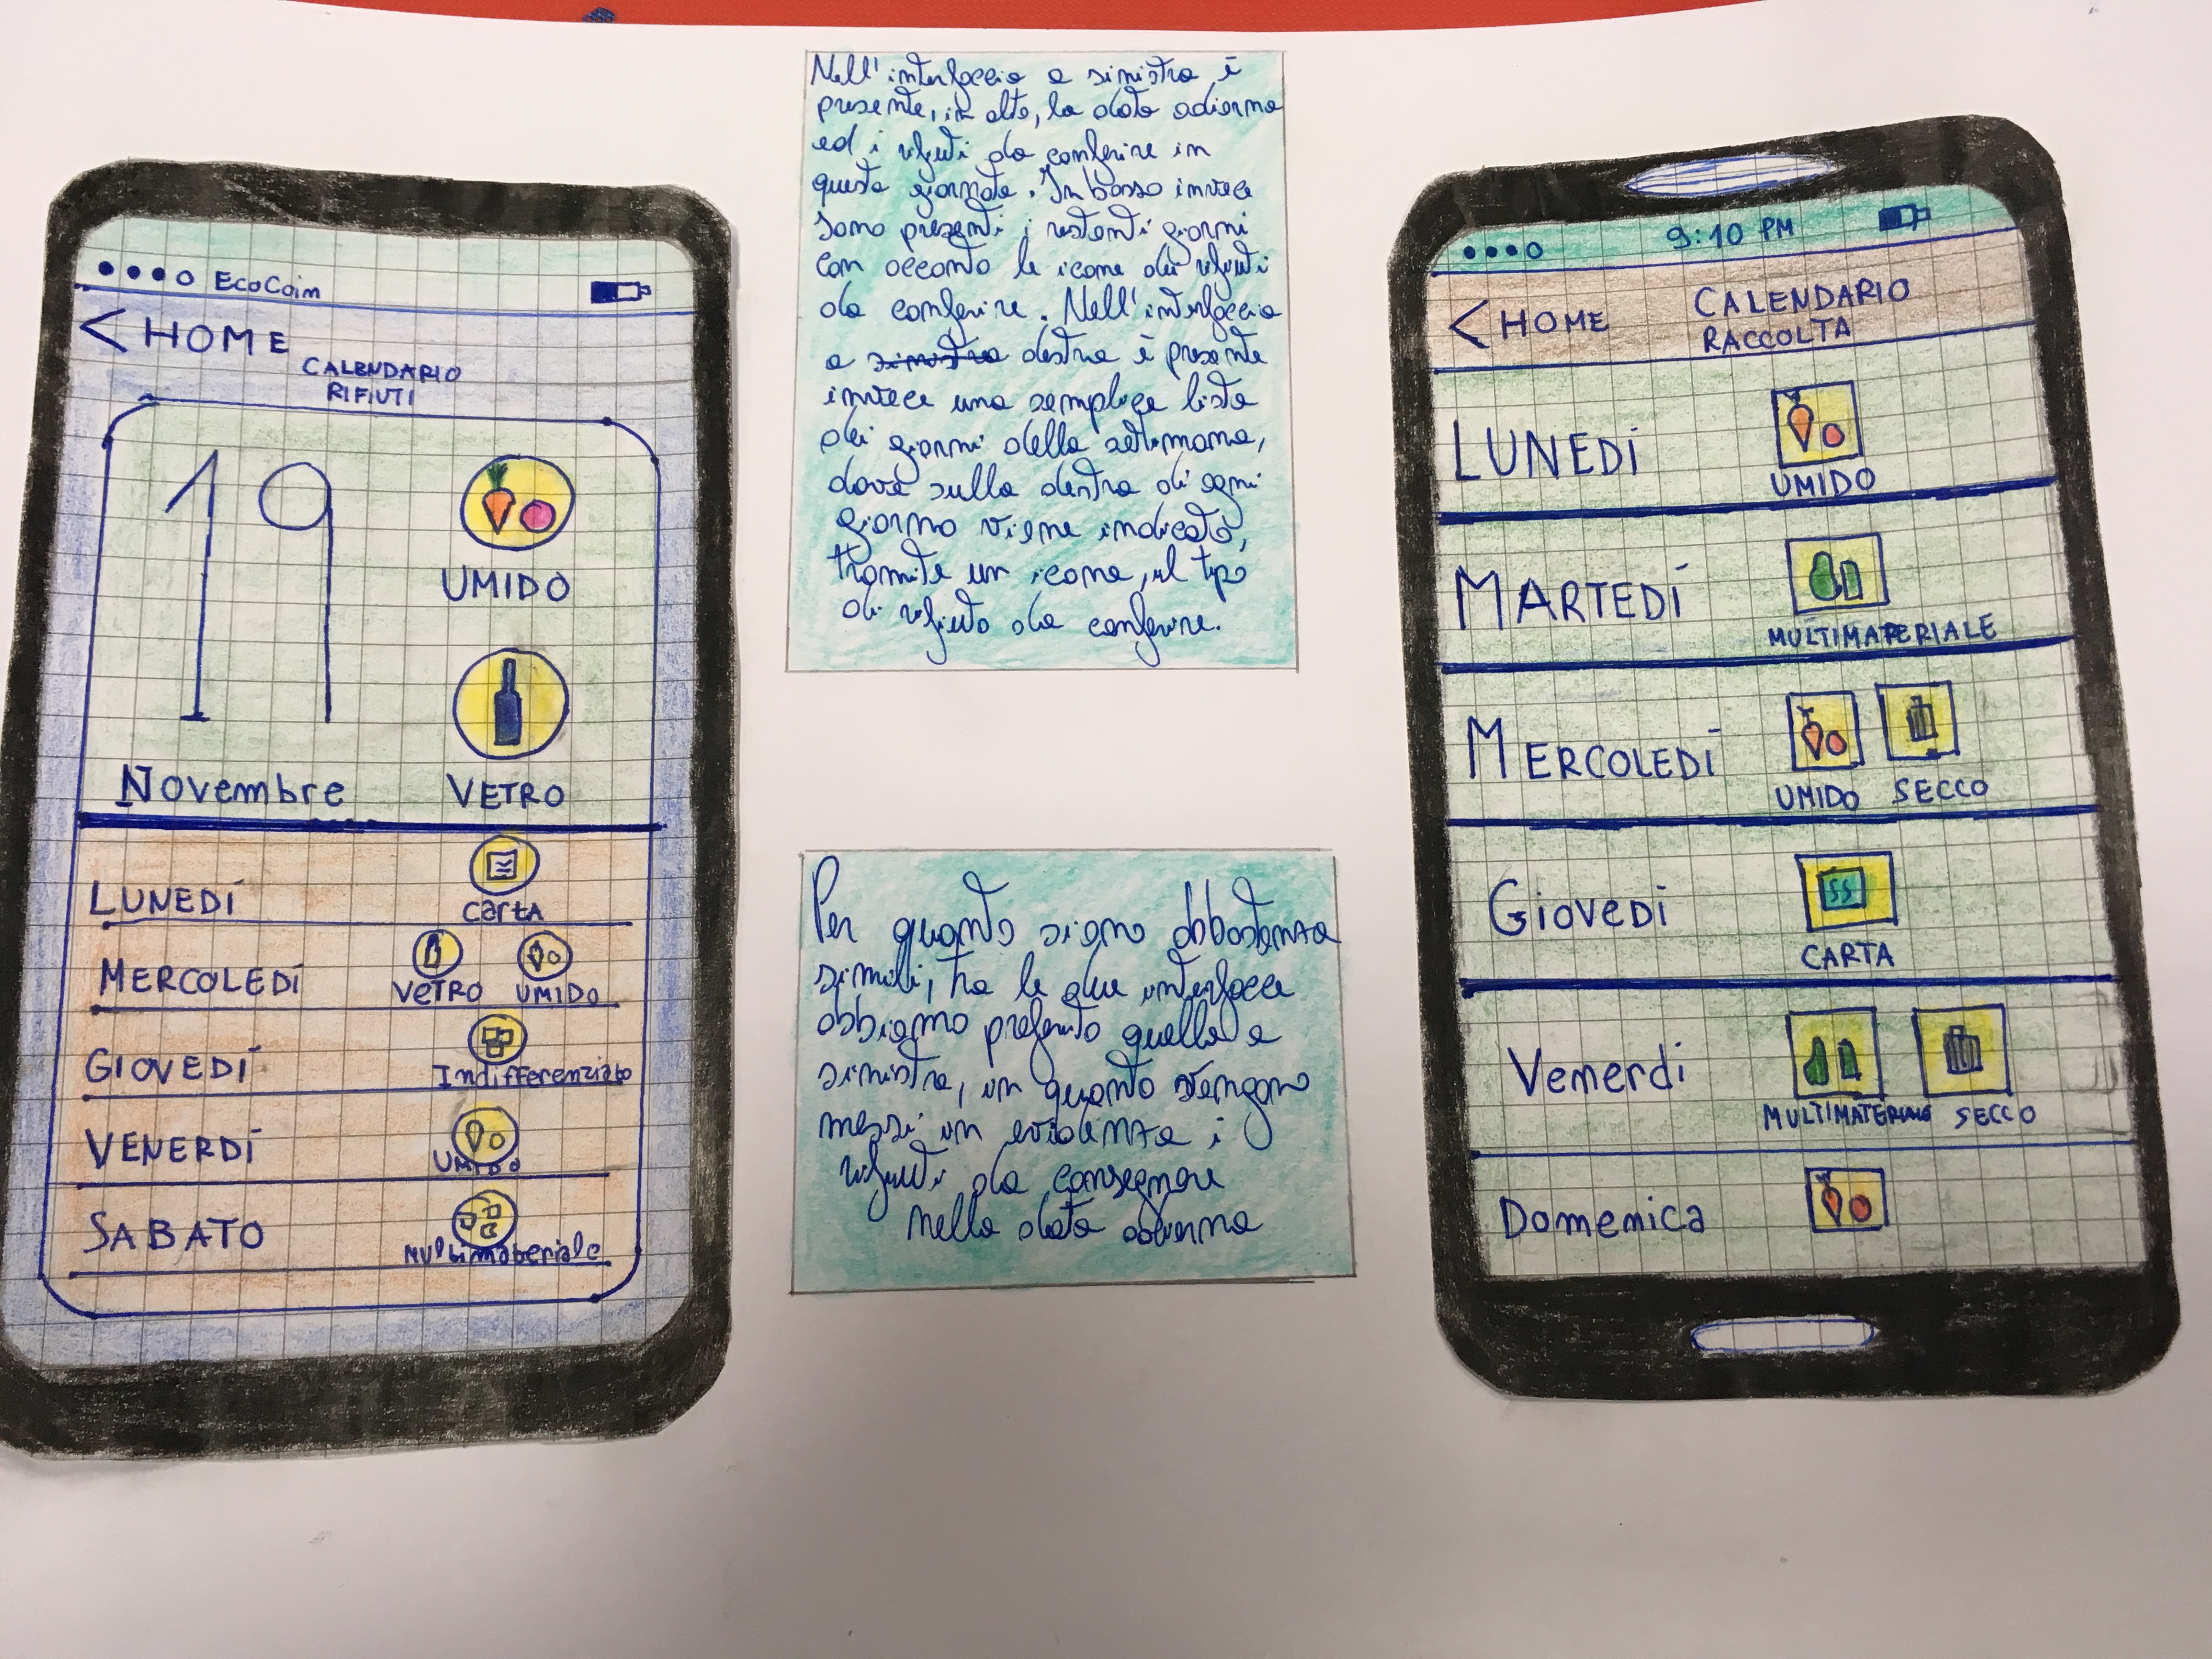 EcoCoin
< HOME
CALENDARIO
RIFIUTI
19
UMIDO
Novembre
VETRO
LUNEDÍ
CartA
MERCOLEDÍ
VETRO UMIDO
GIOVEDÍ
Indifferenziato
VENERDÍ
UMIDO
SABATO
Multimateriale
Nell'interfaccia a sinistra è
presente, in alto, la data odierna
ed i rifiuti da conferire in
questa giornata. In basso invece
sono presenti i restanti giorni
con accanto le icone dei rifiuti
da conferire. Nell'interfaccia
a sinistra destra è presente
invece una semplice lista
dei giorni della settimana,
dove sulla destra di ogni
giorno viene indicato,
tramite un icona, il tipo
di rifiuto da conferire.
Per quanto siano abbastanza
simili, tra le due interfacce
abbiamo preferito quella a
sinistra, in quanto vengono
messi in evidenza i
rifiuti da consegnare
nella data odierna
9:10 PM
< HOME
CALENDARIO
RACCOLTA
LUNEDÍ
UMIDO
MARTEDÍ
MULTIMATERIALE
MERCOLEDÍ
UMIDO SECCO
GIOVEDÍ
CARTA
Venerdi
MULTIMATERIALE SECCO
Domenica